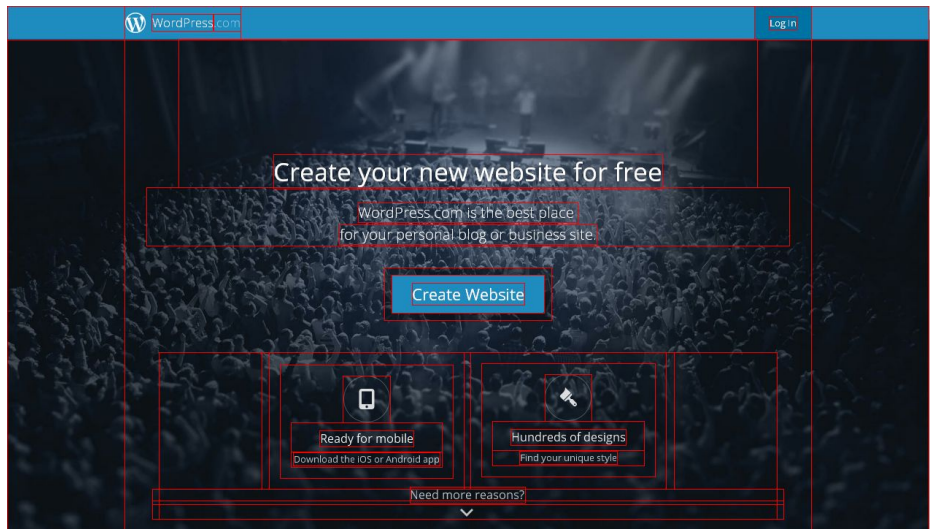 WordPress.com
Log In
Create your new website for free
WordPress.com is the best place
for your personal blog or business site.
Create Website
Ready for mobile
Download the iOS or Android app
Hundreds of designs
Find your unique style
Need more reasons?